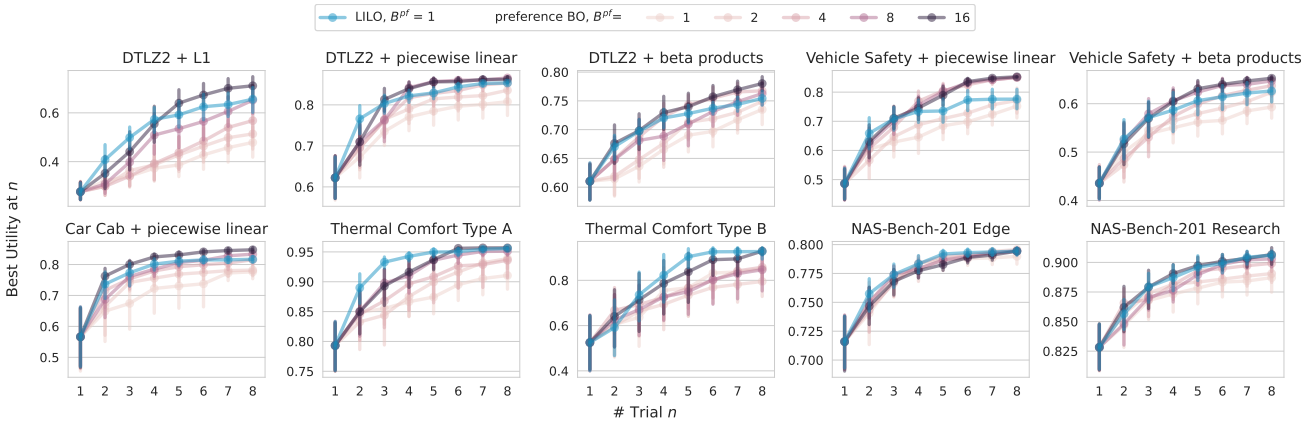 LILO, B^pf = 1 preference BO, B^pf= 1 2 4 8 16
DTLZ2 + L1
0.6
0.4
DTLZ2 + piecewise linear
0.8
0.7
0.6
DTLZ2 + beta products
0.80
0.75
0.70
0.65
0.60
Vehicle Safety + piecewise linear
0.8
0.7
0.6
0.5
Vehicle Safety + beta products
0.6
0.5
0.4
Best Utility at n
Car Cab + piecewise linear
0.8
0.7
0.6
0.5
1 2 3 4 5 6 7 8
Thermal Comfort Type A
0.95
0.90
0.85
0.80
0.75
1 2 3 4 5 6 7 8
Thermal Comfort Type B
0.8
0.6
0.4
1 2 3 4 5 6 7 8
NAS-Bench-201 Edge
0.800
0.775
0.750
0.725
0.700
1 2 3 4 5 6 7 8
NAS-Bench-201 Research
0.900
0.875
0.850
0.825
1 2 3 4 5 6 7 8
# Trial n